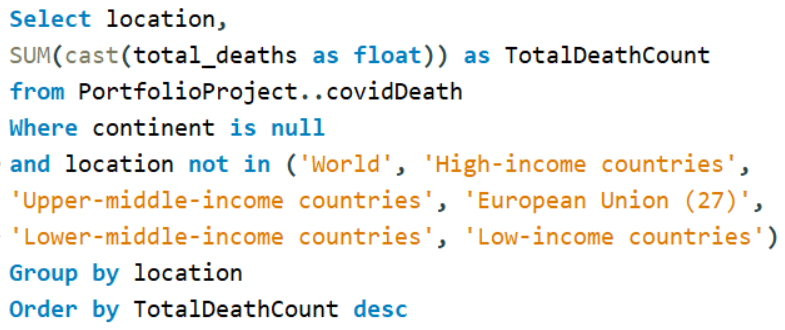 Select location,
SUM(cast(total_deaths as float)) as TotalDeathCount
from PortfolioProject..covidDeath
Where continent is null
and location not in ('World', 'High-income countries',
'Upper-middle-income countries', 'European Union (27)',
'Lower-middle-income countries', 'Low-income countries')
Group by location
Order by TotalDeathCount desc